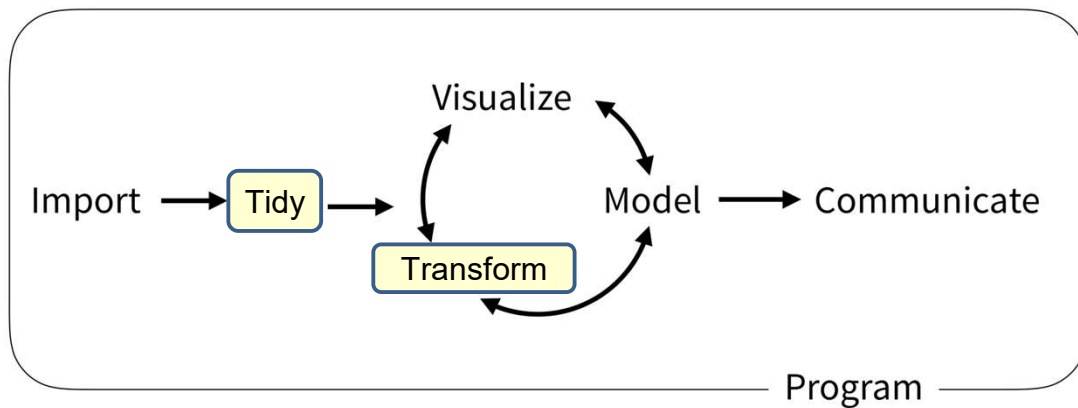 Visualize
Import
Tidy
Model
Communicate
Transform
Program